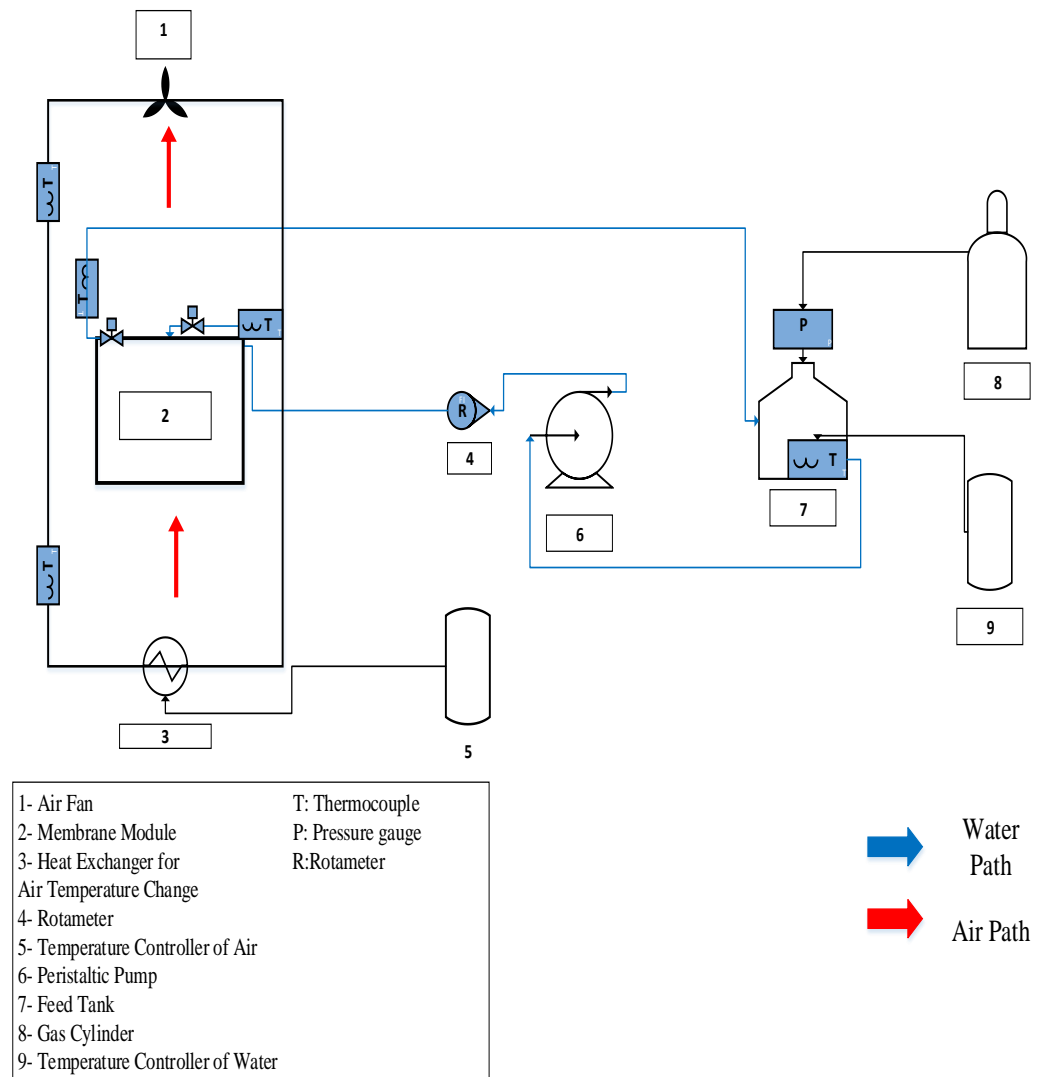 1
T
T
T
T
P
2
R
4
6
T
7
8
9
3
5
1- Air Fan
2- Membrane Module
3- Heat Exchanger for
Air Temperature Change
4- Rotameter
5- Temperature Controller of Air
6- Peristaltic Pump
7- Feed Tank
8- Gas Cylinder
9- Temperature Controller of Water
T: Thermocouple
P: Pressure gauge
R:Rotameter
Water
Path
Air Path